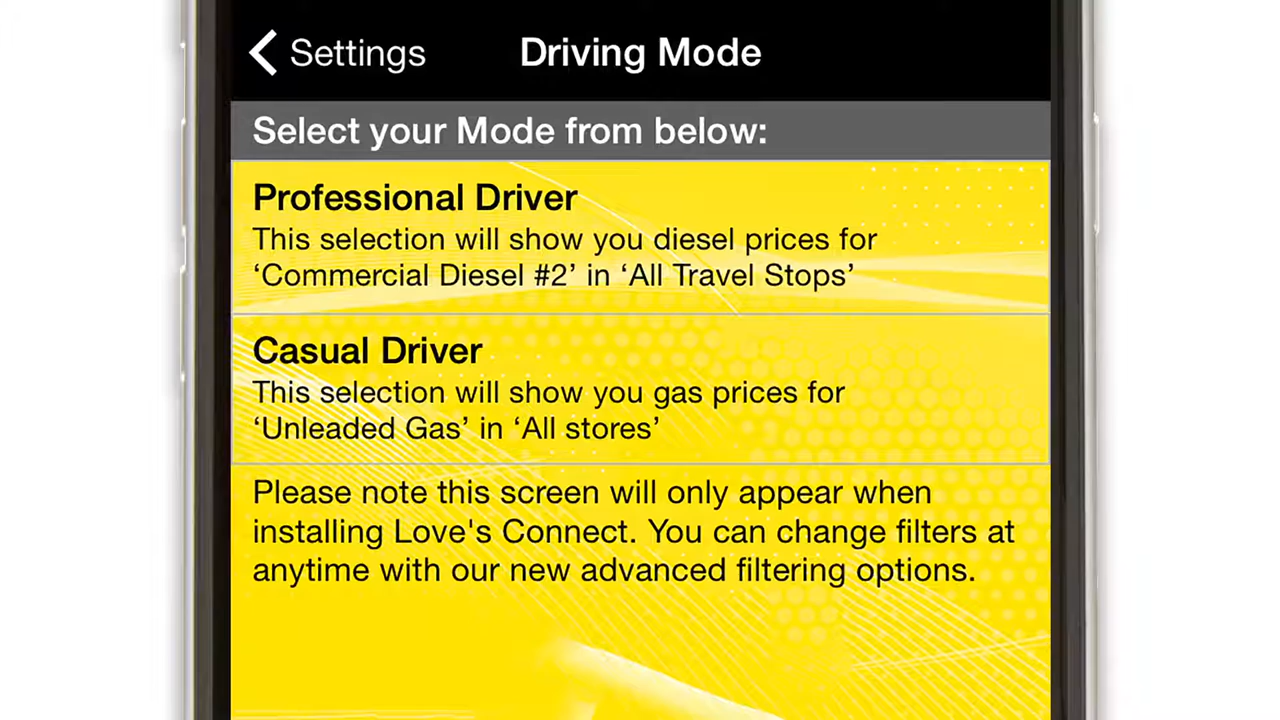 Settings
Driving Mode
Select your Mode from below:
Professional Driver
This selection will show you diesel prices for
‘Commercial Diesel #2’ in ‘All Travel Stops’
Casual Driver
This selection will show you gas prices for
‘Unleaded Gas’ in ‘All stores’
Please note this screen will only appear when
installing Love's Connect. You can change filters at
anytime with our new advanced filtering options.